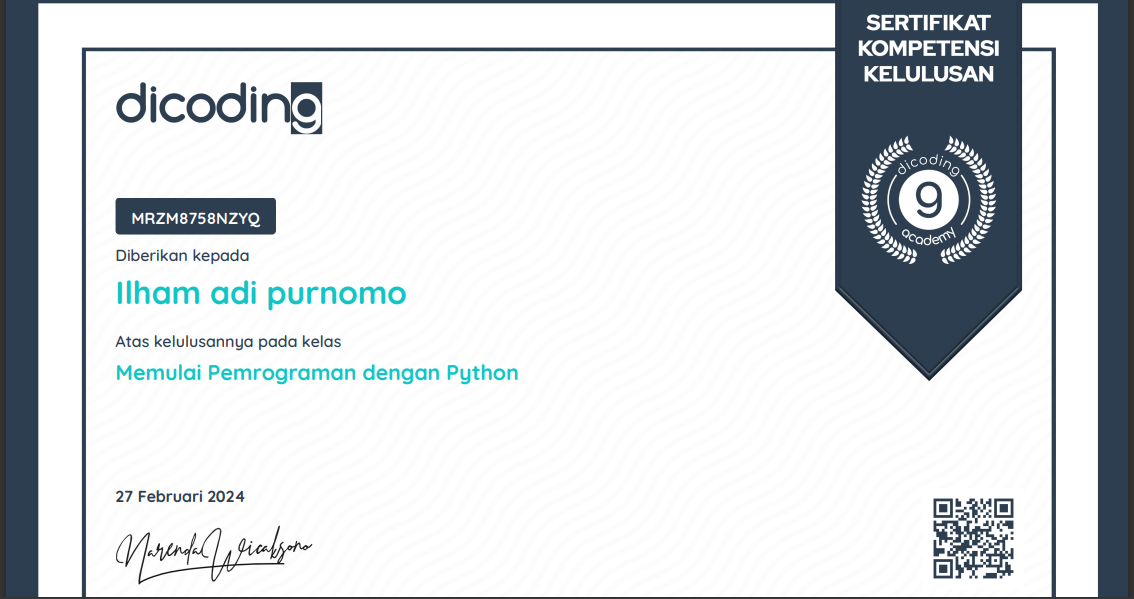 SERTIFIKAT
KOMPETENSI
KELULUSAN
dicoding
dicoding
9
academy
MRZM8758NZYQ
Diberikan kepada
Ilham adi purnomo
Atas kelulusannya pada kelas
Memulai Pemrograman dengan Python
27 Februari 2024
Narenda Wicaksono